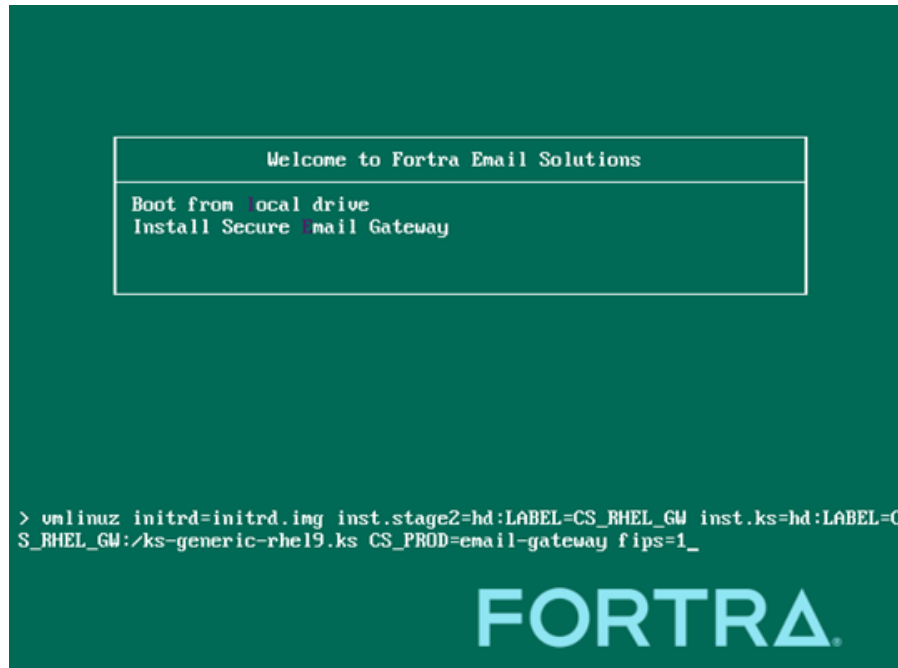 Welcome to Fortra Email Solutions
Boot from local drive
Install Secure Email Gateway
> vmlinuz initrd=initrd.img inst.stage2=hd:LABEL=CS_RHEL_GW inst.ks=hd:LABEL=C
S_RHEL_GW:/ks-generic-rhel9.ks CS_PROD=email-gateway fips=1_
FORTRA®